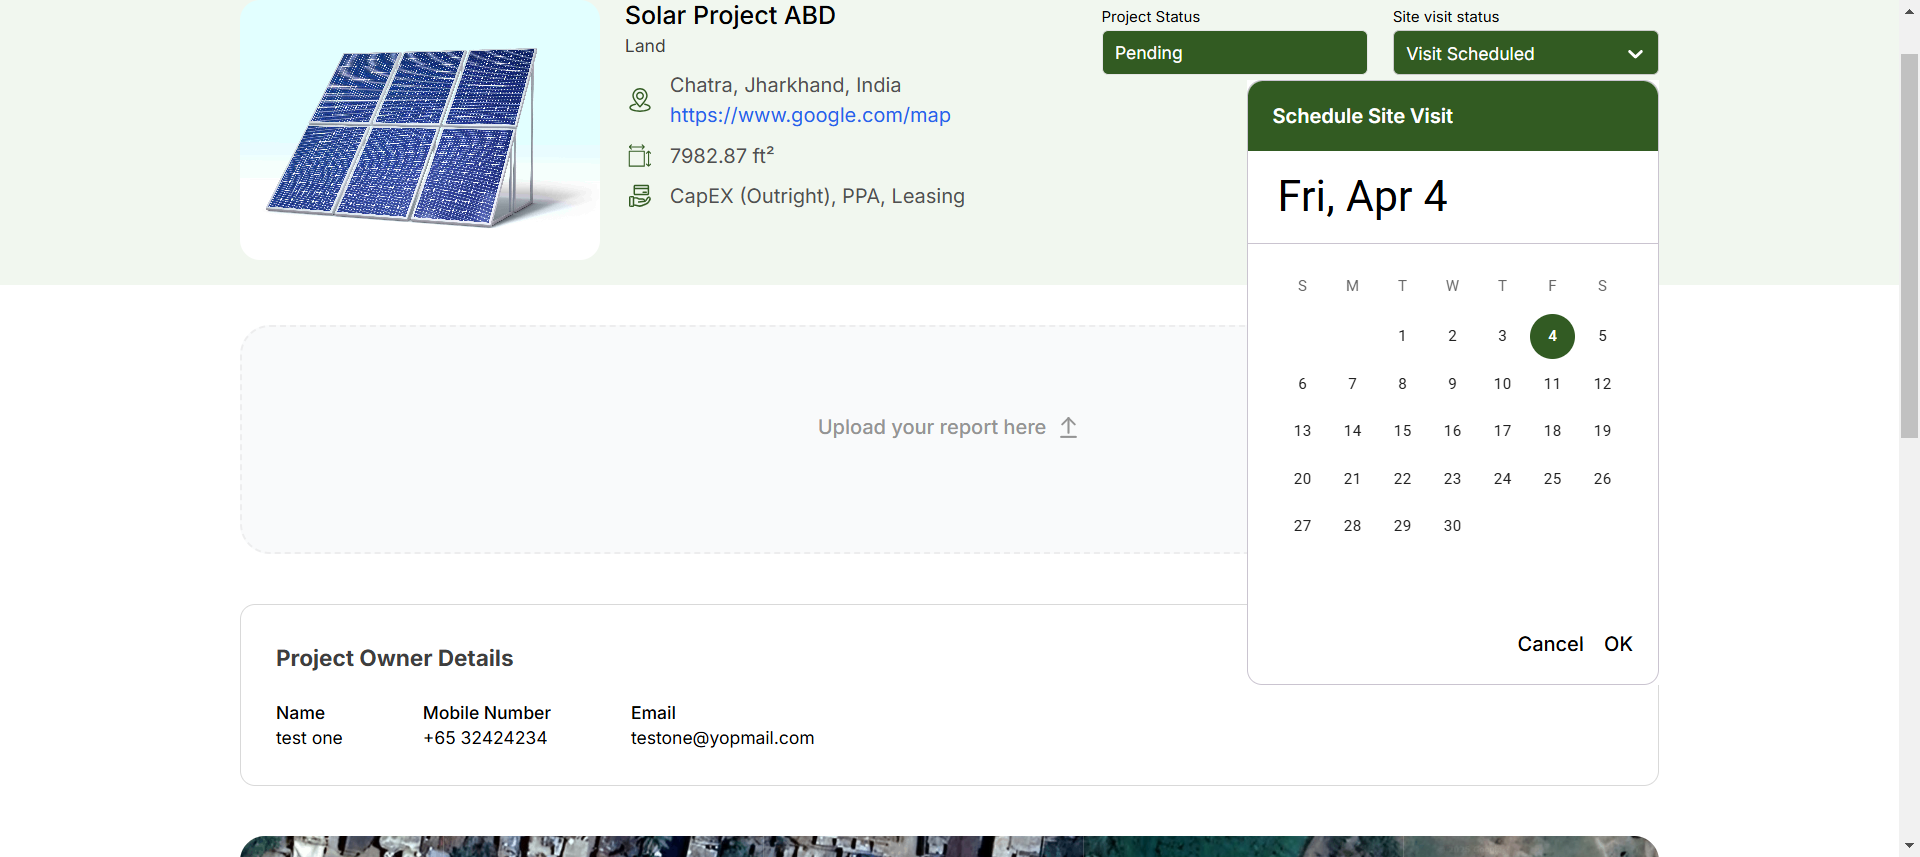 Solar Project ABD
Land
Chatra, Jharkhand, India
https://www.google.com/map
7982.87 ft²
CapEX (Outright), PPA, Leasing
Project Status
Pending
Site visit status
Visit Scheduled
Schedule Site Visit
Fri, Apr 4
S M T W T F S
1 2 3 4 5
6 7 8 9 10 11 12
13 14 15 16 17 18 19
20 21 22 23 24 25 26
27 28 29 30
Cancel OK
Upload your report here
Project Owner Details
Name Mobile Number Email
test one +65 32424234 testone@yopmail.com